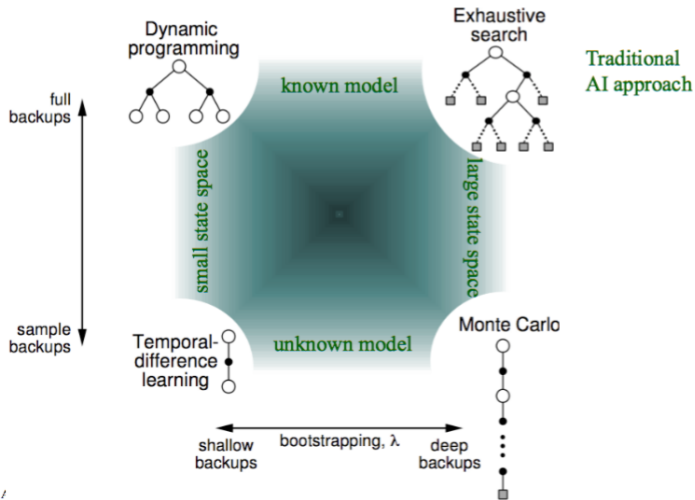 Dynamic
programming
Exhaustive
search
Traditional
AI approach
known model
full
backups
small state space
large state space
sample
backups
Temporal-
difference
learning
unknown model
Monte Carlo
bootstrapping, λ
shallow
backups
deep
backups